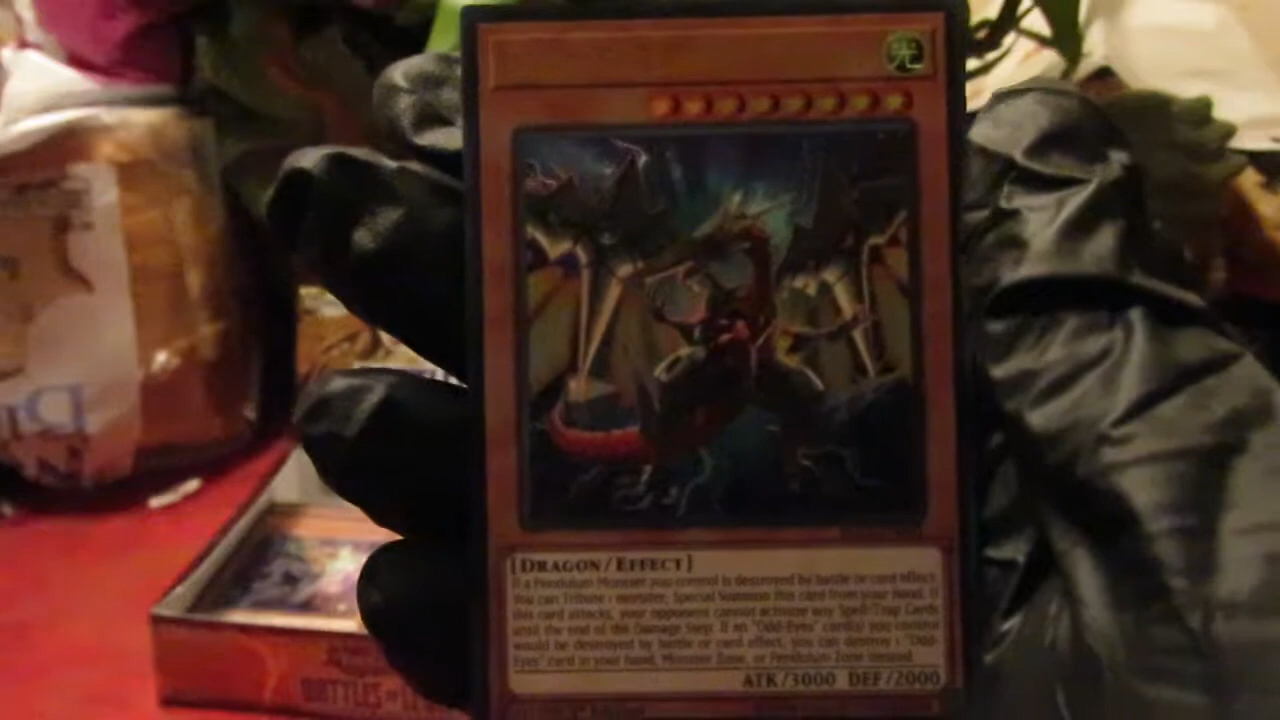 光
[DRAGON/EFFECT]
If a Pendulum Monster you control is destroyed by battle or card effect:
You can Tribute 1 monster; Special Summon this card from your hand. If
this card attacks, your opponent cannot activate any Spell/Trap Cards
until the end of the Damage Step. If an "Odd-Eyes" card(s) you control
would be destroyed by battle or card effect, you can destroy 1 "Odd-
Eyes" card in your hand, Monster Zone, or Pendulum Zone instead.
ATK/3000 DEF/2000
BATTLES OF